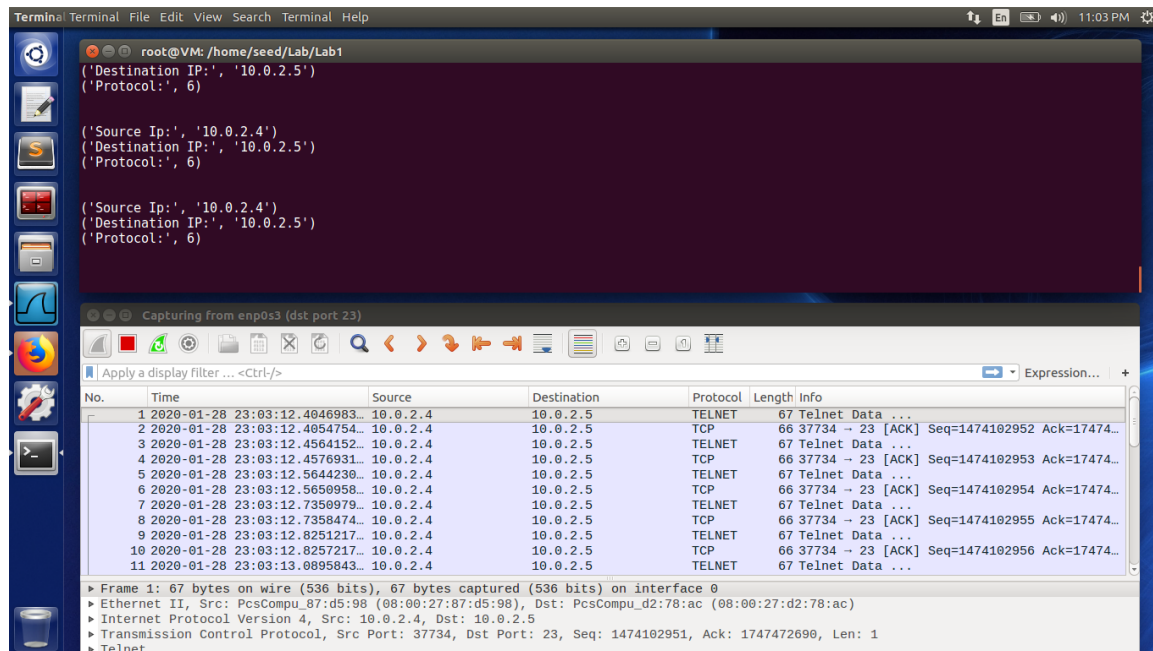 Terminal Terminal File Edit View Search Terminal Help En 11:03 PM
root@VM: /home/seed/Lab/Lab1
('Destination IP:', '10.0.2.5')
('Protocol:', 6)
('Source Ip:', '10.0.2.4')
('Destination IP:', '10.0.2.5')
('Protocol:', 6)
('Source Ip:', '10.0.2.4')
('Destination IP:', '10.0.2.5')
('Protocol:', 6)
Capturing from enp0s3 (dst port 23)
Apply a display filter … <Ctrl-/> Expression… +
No. Time Source Destination Protocol Length Info
1 2020-01-28 23:03:12.4046983… 10.0.2.4 10.0.2.5 TELNET 67 Telnet Data ...
2 2020-01-28 23:03:12.4054754… 10.0.2.4 10.0.2.5 TCP 66 37734 → 23 [ACK] Seq=1474102952 Ack=17474…
3 2020-01-28 23:03:12.4564152… 10.0.2.4 10.0.2.5 TELNET 67 Telnet Data ...
4 2020-01-28 23:03:12.4576931… 10.0.2.4 10.0.2.5 TCP 66 37734 → 23 [ACK] Seq=1474102953 Ack=17474…
5 2020-01-28 23:03:12.5644230… 10.0.2.4 10.0.2.5 TELNET 67 Telnet Data ...
6 2020-01-28 23:03:12.5650958… 10.0.2.4 10.0.2.5 TCP 66 37734 → 23 [ACK] Seq=1474102954 Ack=17474…
7 2020-01-28 23:03:12.7350979… 10.0.2.4 10.0.2.5 TELNET 67 Telnet Data ...
8 2020-01-28 23:03:12.7358474… 10.0.2.4 10.0.2.5 TCP 66 37734 → 23 [ACK] Seq=1474102955 Ack=17474…
9 2020-01-28 23:03:12.8251217… 10.0.2.4 10.0.2.5 TELNET 67 Telnet Data ...
10 2020-01-28 23:03:12.8257217… 10.0.2.4 10.0.2.5 TCP 66 37734 → 23 [ACK] Seq=1474102956 Ack=17474…
11 2020-01-28 23:03:13.0895843… 10.0.2.4 10.0.2.5 TELNET 67 Telnet Data ...
Frame 1: 67 bytes on wire (536 bits), 67 bytes captured (536 bits) on interface 0
Ethernet II, Src: PcsCompu_87:d5:98 (08:00:27:87:d5:98), Dst: PcsCompu_d2:78:ac (08:00:27:d2:78:ac)
Internet Protocol Version 4, Src: 10.0.2.4, Dst: 10.0.2.5
Transmission Control Protocol, Src Port: 37734, Dst Port: 23, Seq: 1474102951, Ack: 1747472690, Len: 1
Telnet